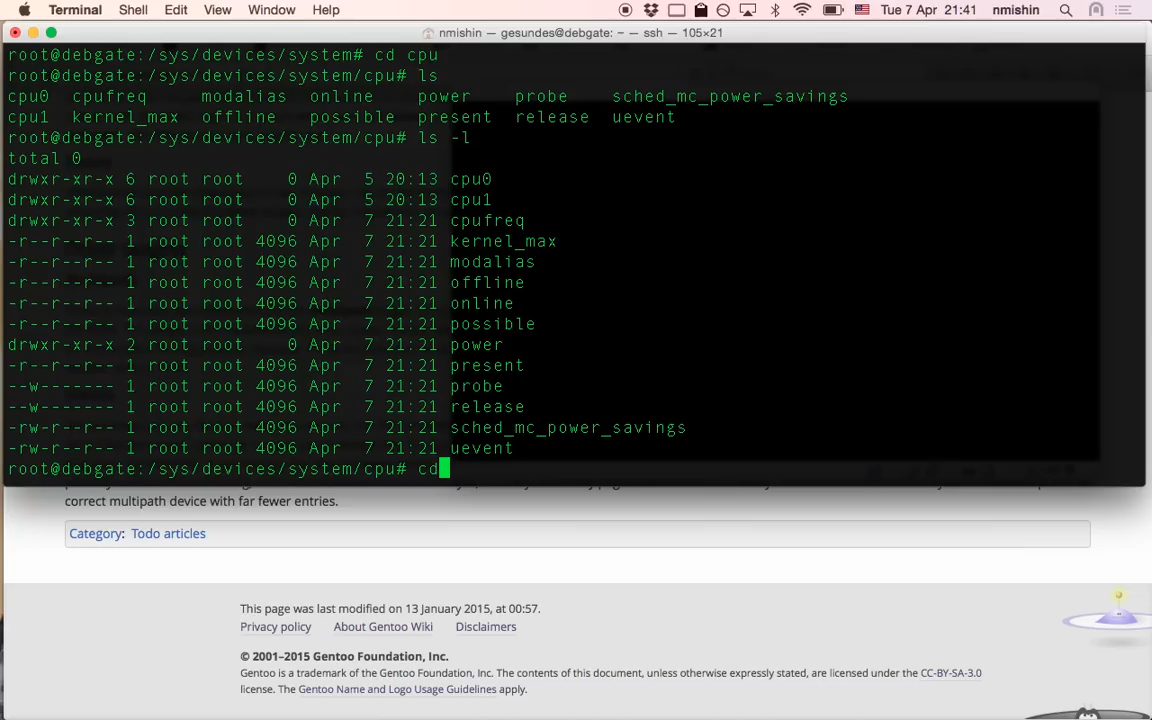 Terminal Shell Edit View Window Help Tue 7 Apr 21:41 nmishin
nmishin — gesundes@debgate: ~ — ssh — 105×21
root@debgate:/sys/devices/system# cd cpu
root@debgate:/sys/devices/system/cpu# ls
cpu0 cpufreq modalias online power probe sched_mc_power_savings
cpu1 kernel_max offline possible present release uevent
root@debgate:/sys/devices/system/cpu# ls -l
total 0
drwxr-xr-x 6 root root 0 Apr 5 20:13 cpu0
drwxr-xr-x 6 root root 0 Apr 5 20:13 cpu1
drwxr-xr-x 3 root root 0 Apr 7 21:21 cpufreq
-r--r--r-- 1 root root 4096 Apr 7 21:21 kernel_max
-r--r--r-- 1 root root 4096 Apr 7 21:21 modalias
-r--r--r-- 1 root root 4096 Apr 7 21:21 offline
-r--r--r-- 1 root root 4096 Apr 7 21:21 online
-r--r--r-- 1 root root 4096 Apr 7 21:21 possible
drwxr-xr-x 2 root root 0 Apr 7 21:21 power
-r--r--r-- 1 root root 4096 Apr 7 21:21 present
--w------- 1 root root 4096 Apr 7 21:21 probe
--w------- 1 root root 4096 Apr 7 21:21 release
-rw-r--r-- 1 root root 4096 Apr 7 21:21 sched_mc_power_savings
-rw-r--r-- 1 root root 4096 Apr 7 21:21 uevent
root@debgate:/sys/devices/system/cpu# cd
correct multipath device with far fewer entries.
Category: Todo articles
This page was last modified on 13 January 2015, at 00:57.
Privacy policy About Gentoo Wiki Disclaimers
© 2001–2015 Gentoo Foundation, Inc.
Gentoo is a trademark of the Gentoo Foundation, Inc. The contents of this document, unless otherwise expressly stated, are licensed under the CC-BY-SA-3.0
license. The Gentoo Name and Logo Usage Guidelines apply.